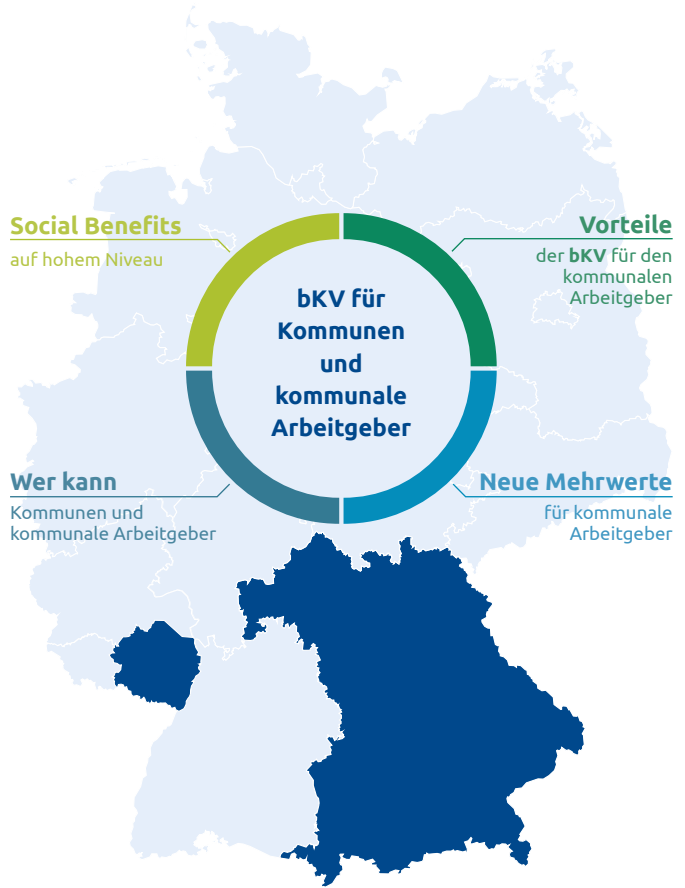 Social Benefits
auf hohem Niveau
Vorteile
der bKV für den
kommunalen
Arbeitgeber
bKV für
Kommunen
und
kommunale
Arbeitgeber
Wer kann
Kommunen und
kommunale Arbeitgeber
Neue Mehrwerte
für kommunale
Arbeitgeber